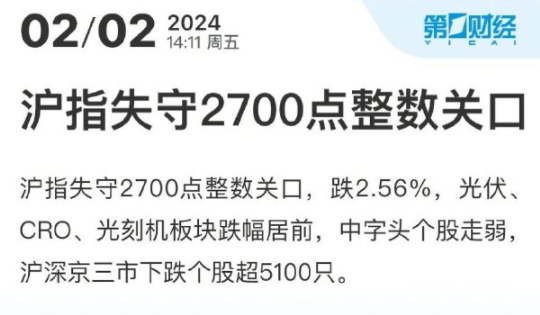 02/02
2024
14:11 周五
第一财经
YICAI
沪指失守2700点整数关口
沪指失守2700点整数关口，跌2.56%，光伏、
CRO、光刻机板块跌幅居前，中字头个股走弱，
沪深京三市下跌个股超5100只。